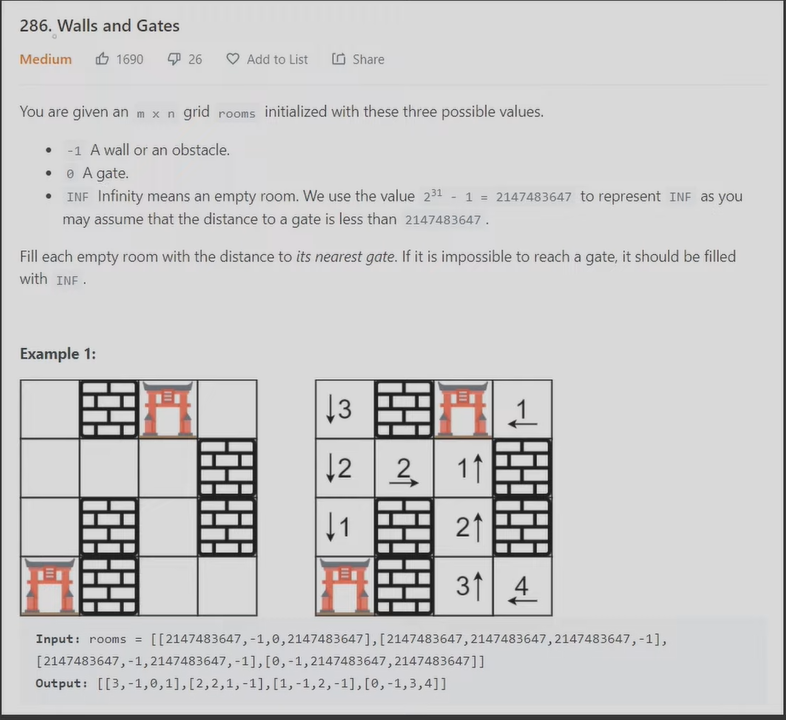 286. Walls and Gates
Medium 1690 26 Add to List Share
You are given an m x n grid rooms initialized with these three possible values.
• -1 A wall or an obstacle.
• 0 A gate.
• INF Infinity means an empty room. We use the value 2³¹ - 1 = 2147483647 to represent INF as you
may assume that the distance to a gate is less than 2147483647.
Fill each empty room with the distance to its nearest gate. If it is impossible to reach a gate, it should be filled
with INF.
Example 1:
↓3 1 ←
↓2 2 → 1↑
↓1 2↑
3↑ 4 ←
Input: rooms = [[2147483647,-1,0,2147483647],[2147483647,2147483647,2147483647,-1],
[2147483647,-1,2147483647,-1],[0,-1,2147483647,2147483647]]
Output: [[3,-1,0,1],[2,2,1,-1],[1,-1,2,-1],[0,-1,3,4]]